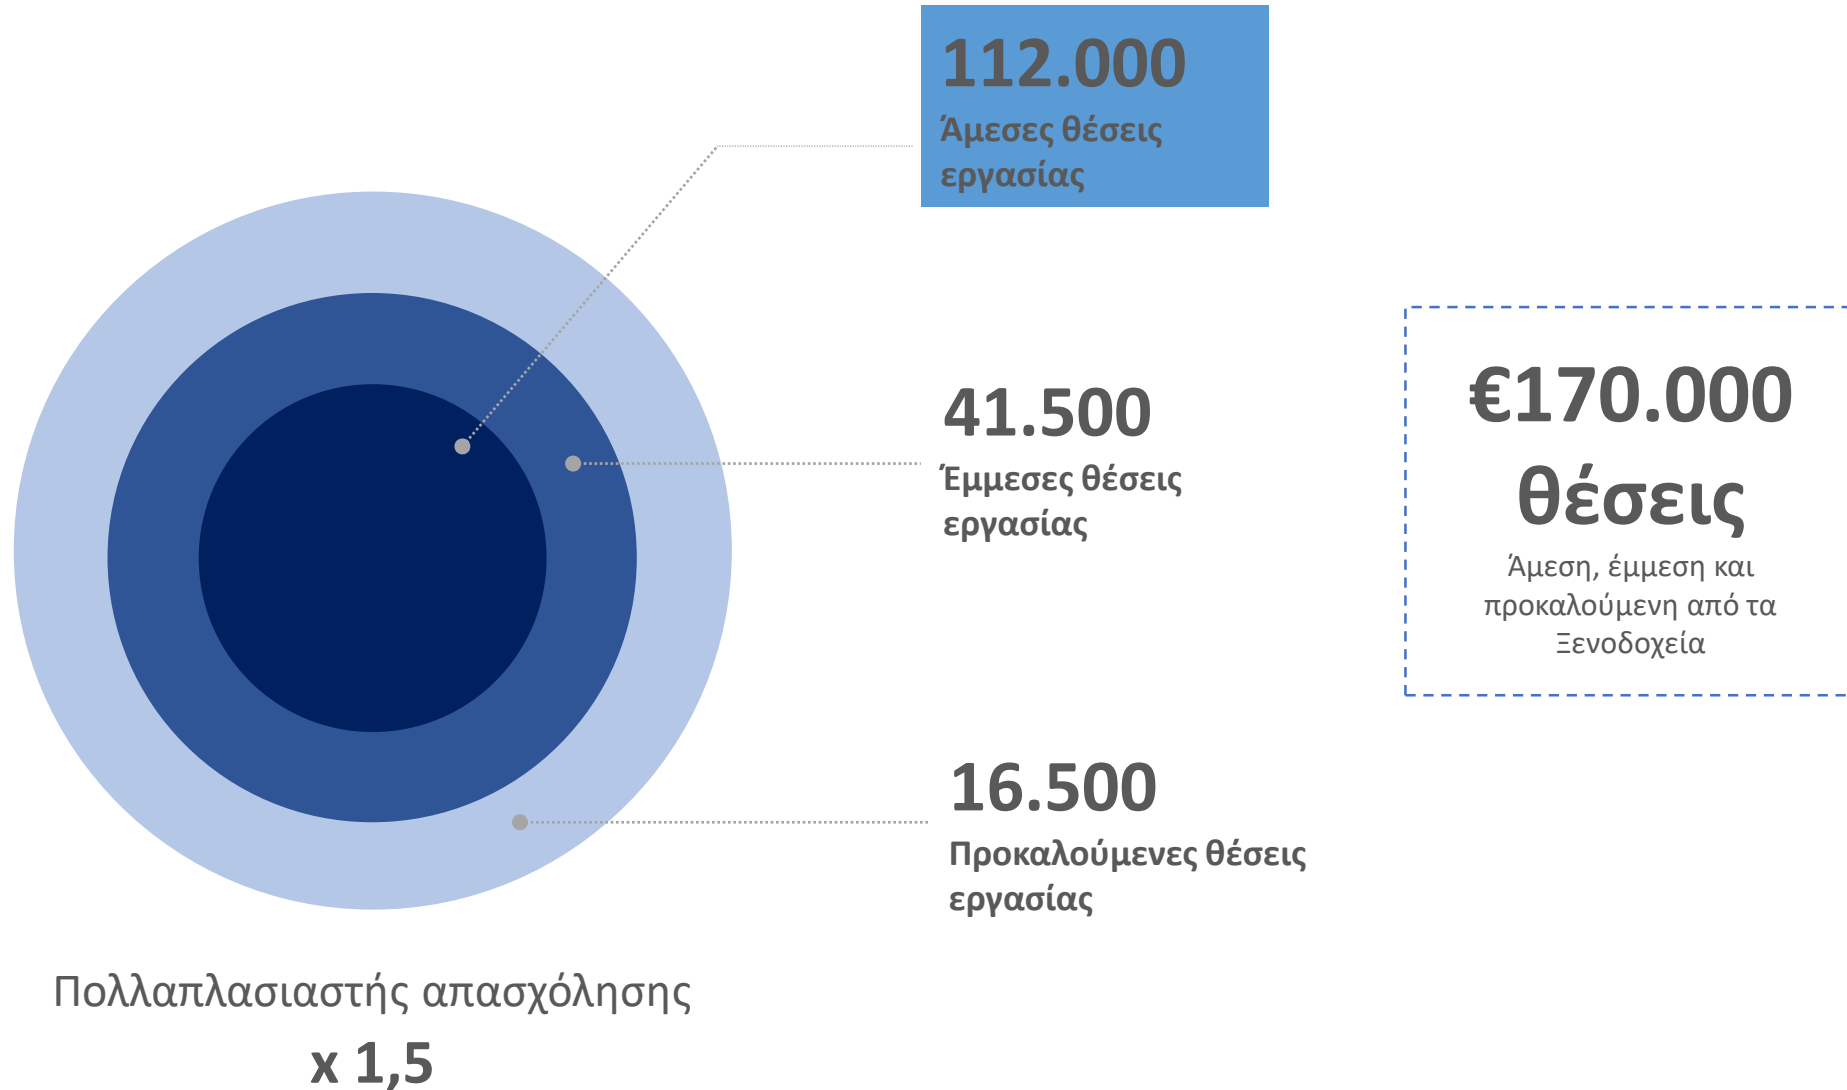 112.000
Άμεσες θέσεις
εργασίας
41.500
Έμμεσες θέσεις
εργασίας
16.500
Προκαλούμενες θέσεις
εργασίας
€170.000
θέσεις
Άμεση, έμμεση και
προκαλούμενη από τα
Ξενοδοχεία
Πολλαπλασιαστής απασχόλησης
x 1,5